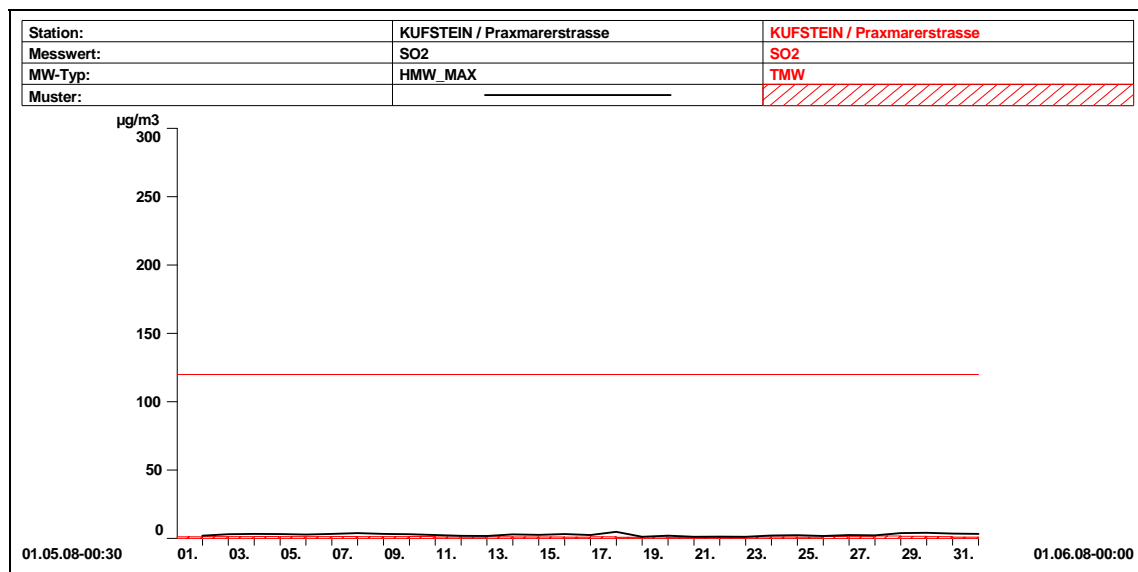 Station: KUFSTEIN / Praxmarerstrasse KUFSTEIN / Praxmarerstrasse
Messwert: SO2 SO2
MW-Typ: HMW_MAX TMW
Muster:
µg/m3
300
250
200
150
100
50
0
01.05.08-00:30 01. 03. 05. 07. 09. 11. 13. 15. 17. 19. 21. 23. 25. 27. 29. 31. 01.06.08-00:00